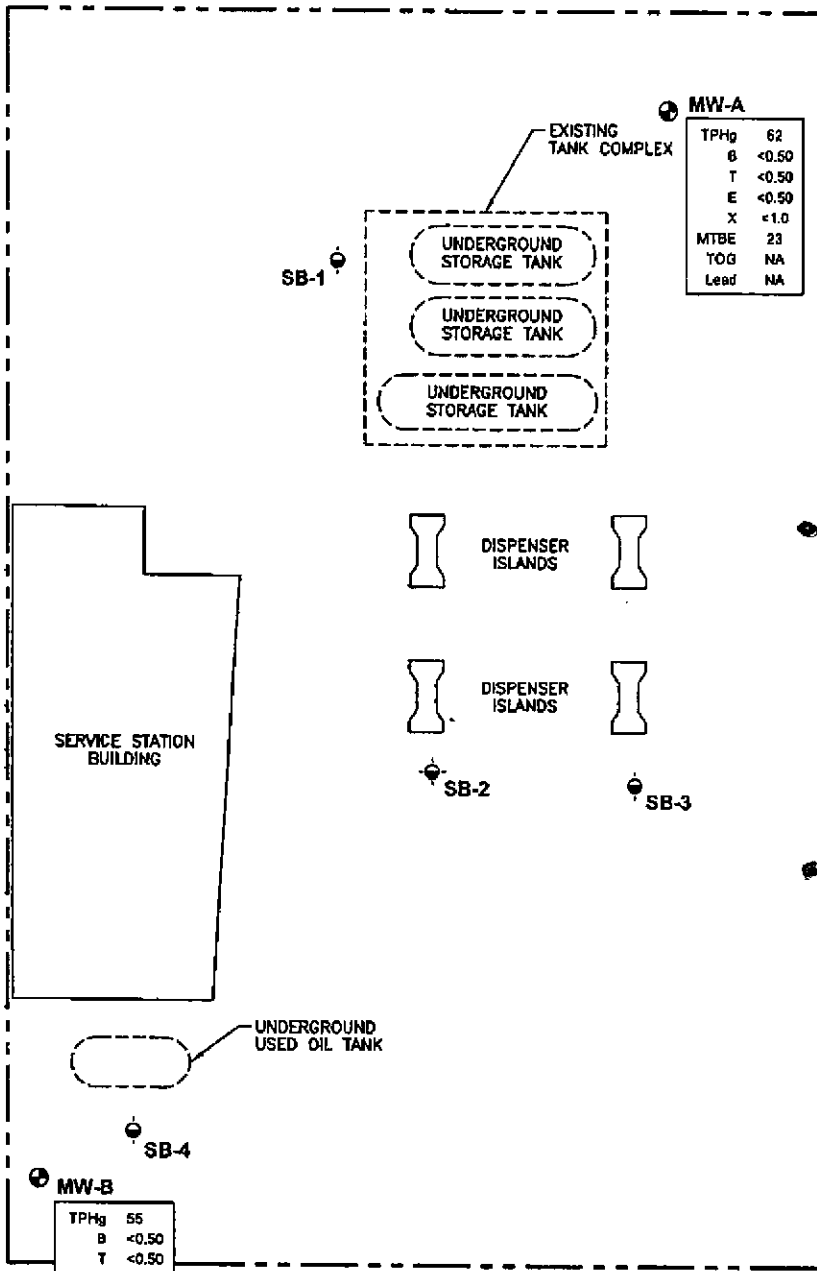 MW-A
TPHg 62
B <0.50
T <0.50
E <0.50
X <1.0
MTBE 23
TOG NA
Lead NA
EXISTING
TANK COMPLEX
UNDERGROUND
STORAGE TANK
SB-1
UNDERGROUND
STORAGE TANK
UNDERGROUND
STORAGE TANK
DISPENSER
ISLANDS
DISPENSER
ISLANDS
SERVICE STATION
BUILDING
SB-2
SB-3
UNDERGROUND
USED OIL TANK
SB-4
MW-B
TPHg 55
B <0.50
T <0.50